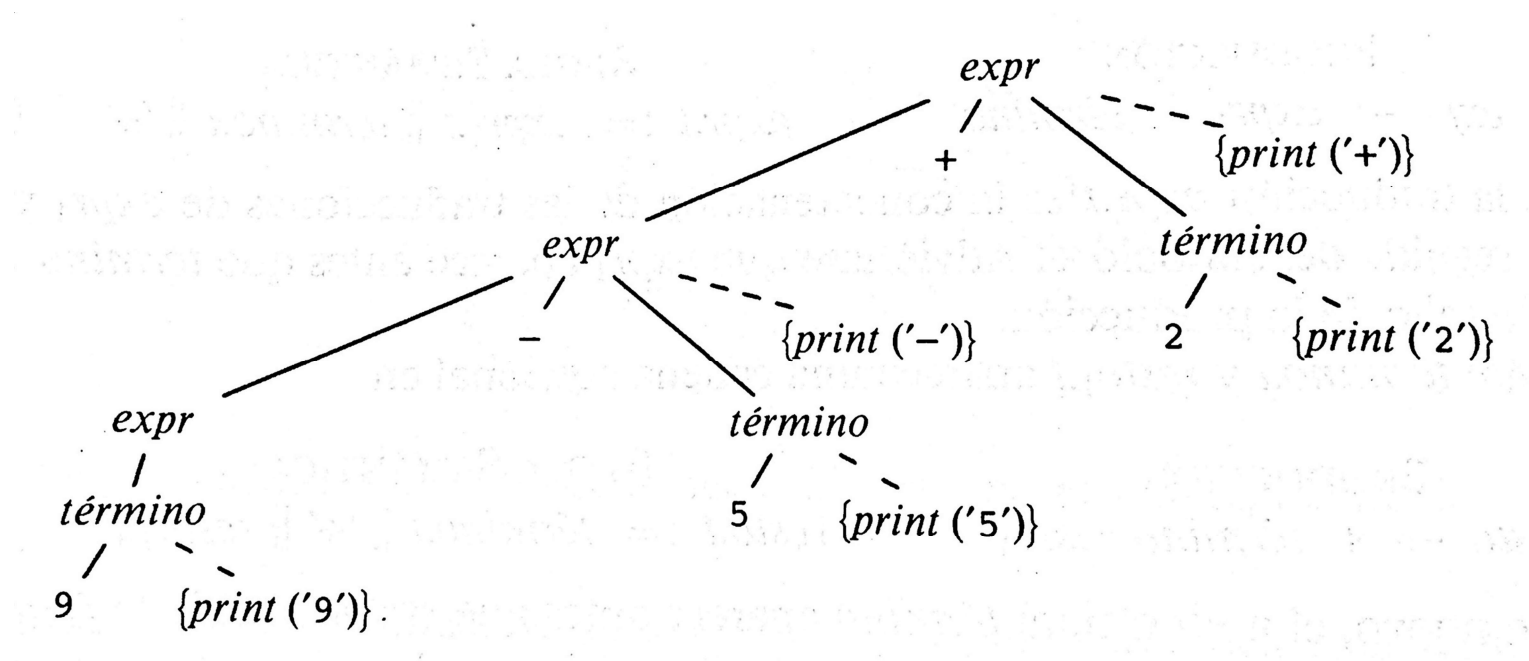 expr
+
{print ('+')}
expr
término
–
{print ('–')}
2
{print ('2')}
expr
término
término
5
{print ('5')}
9
{print ('9')}.